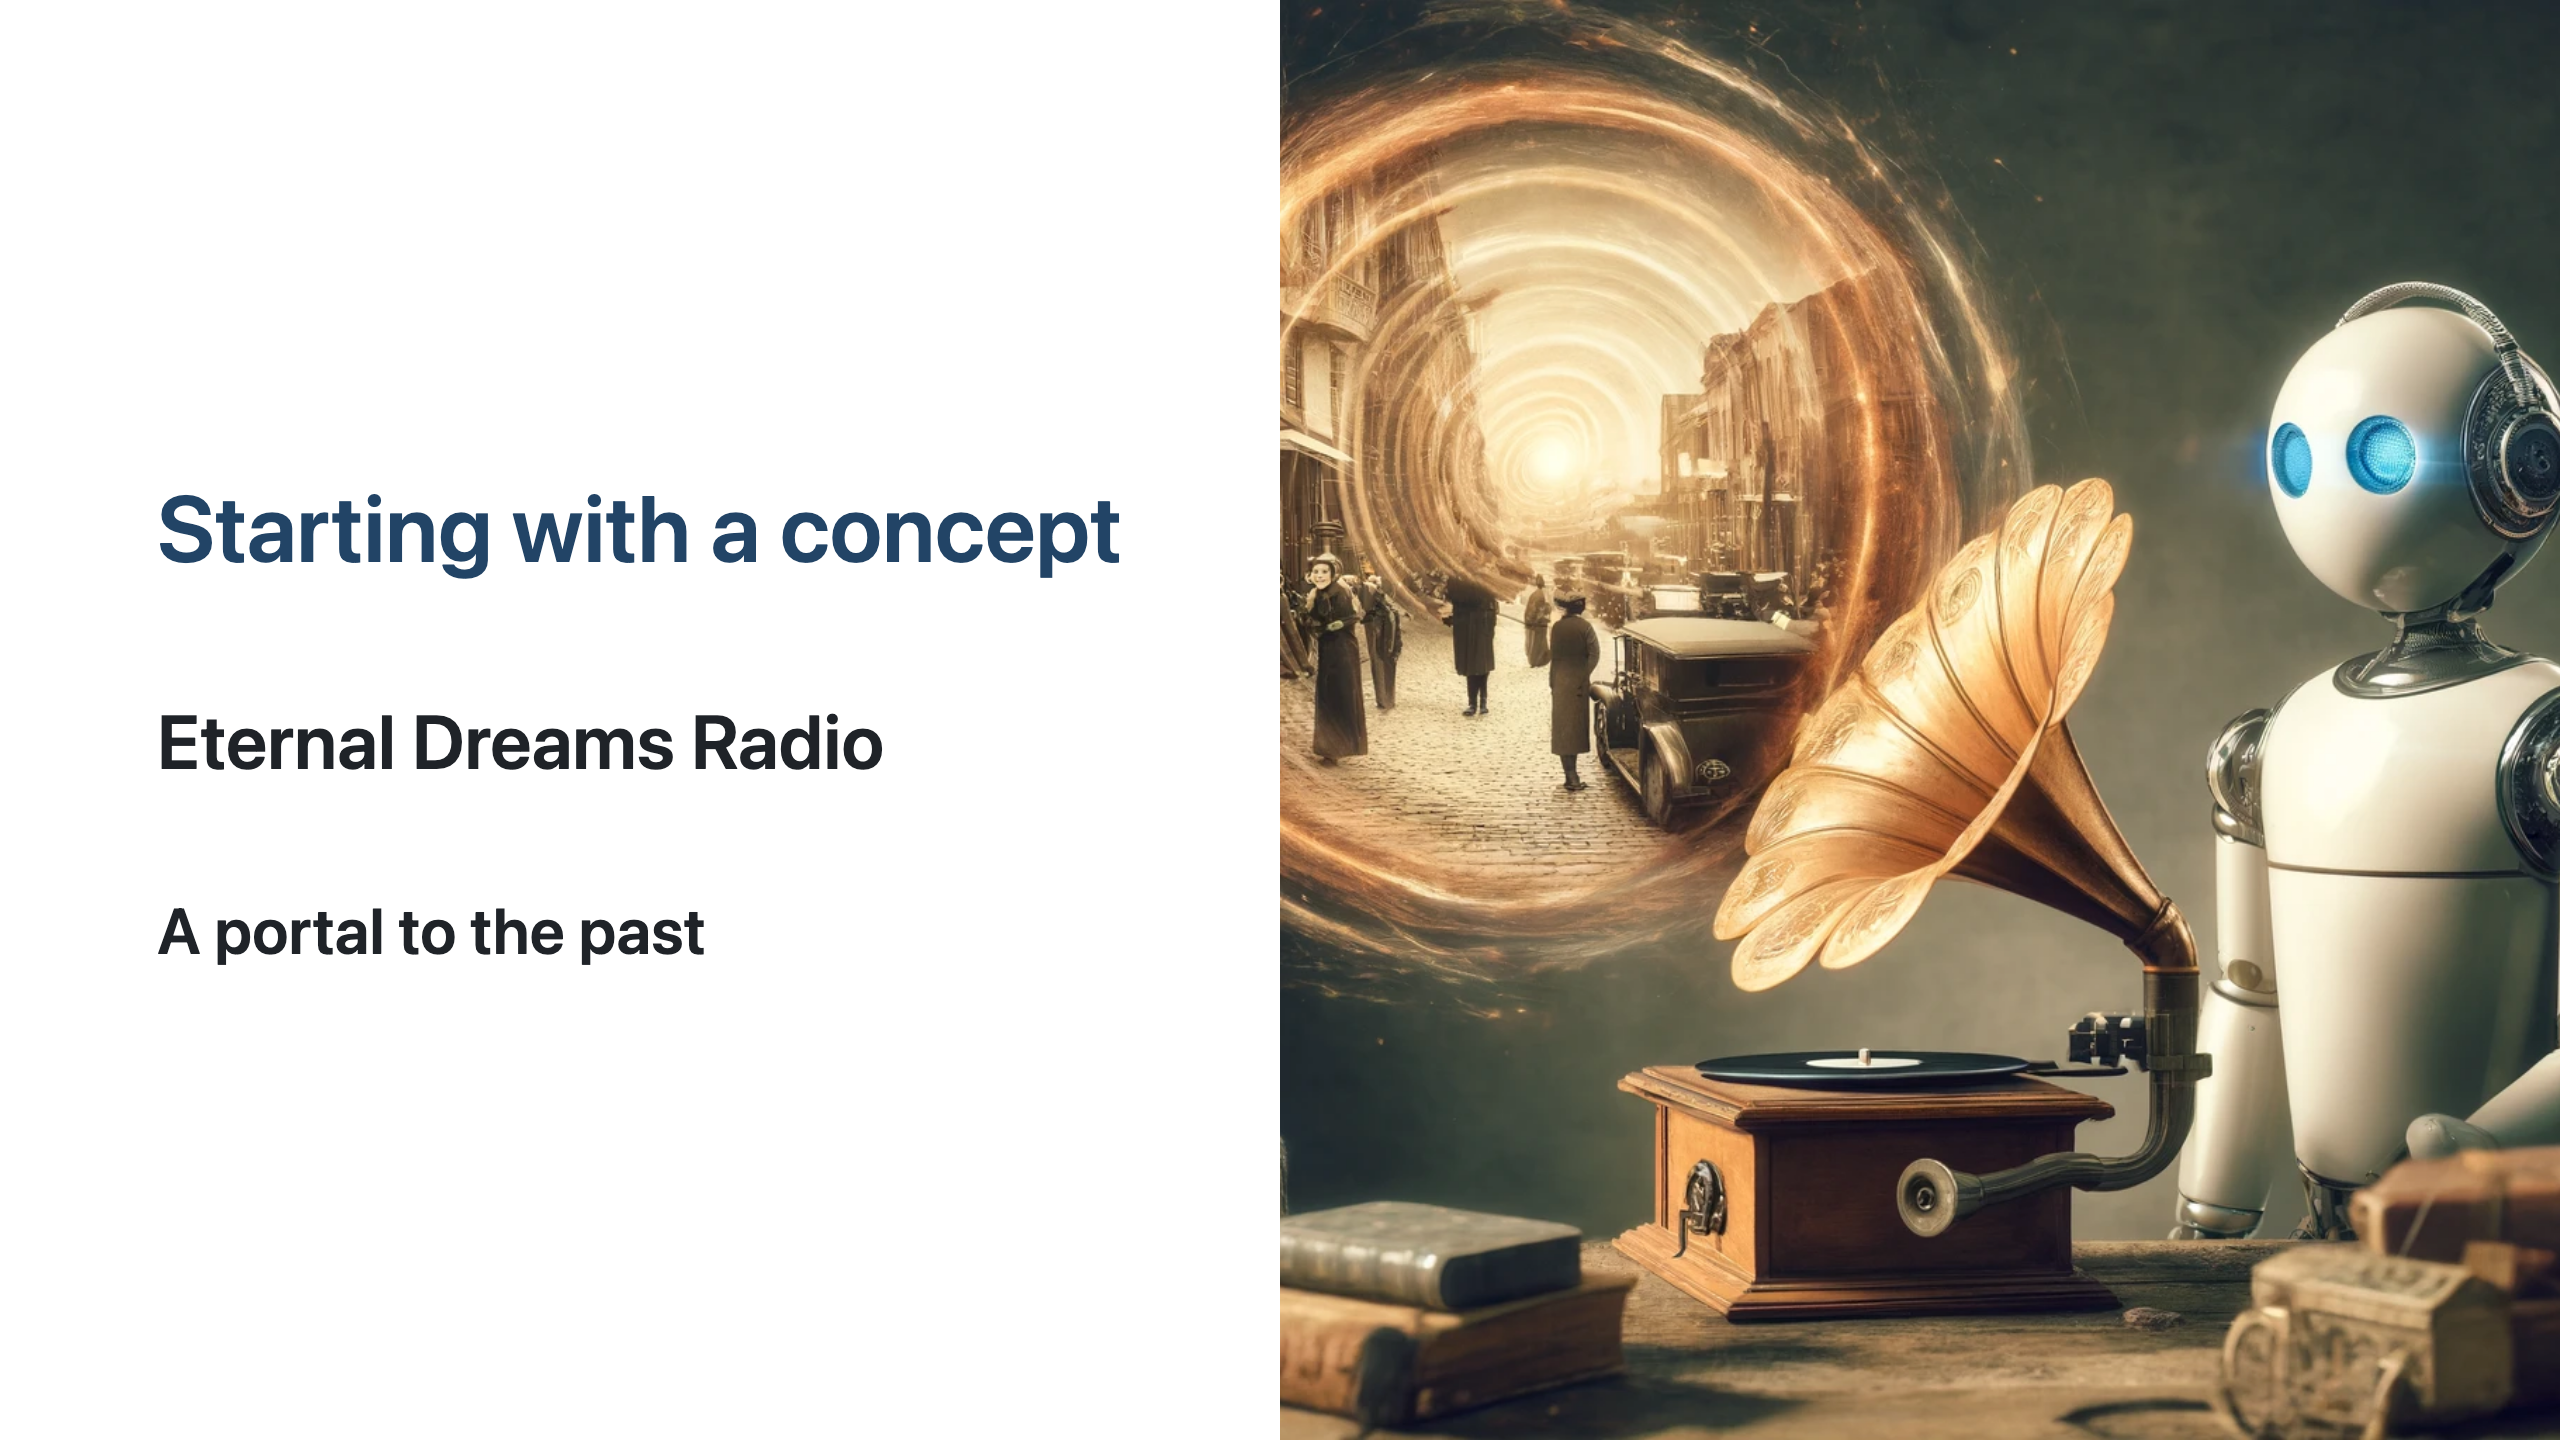 Starting with a concept
Eternal Dreams Radio
A portal to the past